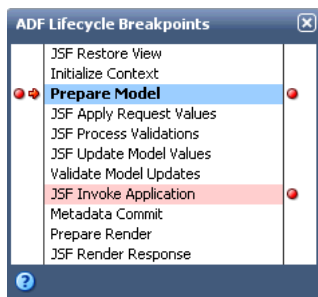 ADF Lifecycle Breakpoints
JSF Restore View
Initialize Context
Prepare Model
JSF Apply Request Values
JSF Process Validations
JSF Update Model Values
Validate Model Updates
JSF Invoke Application
Metadata Commit
Prepare Render
JSF Render Response
?